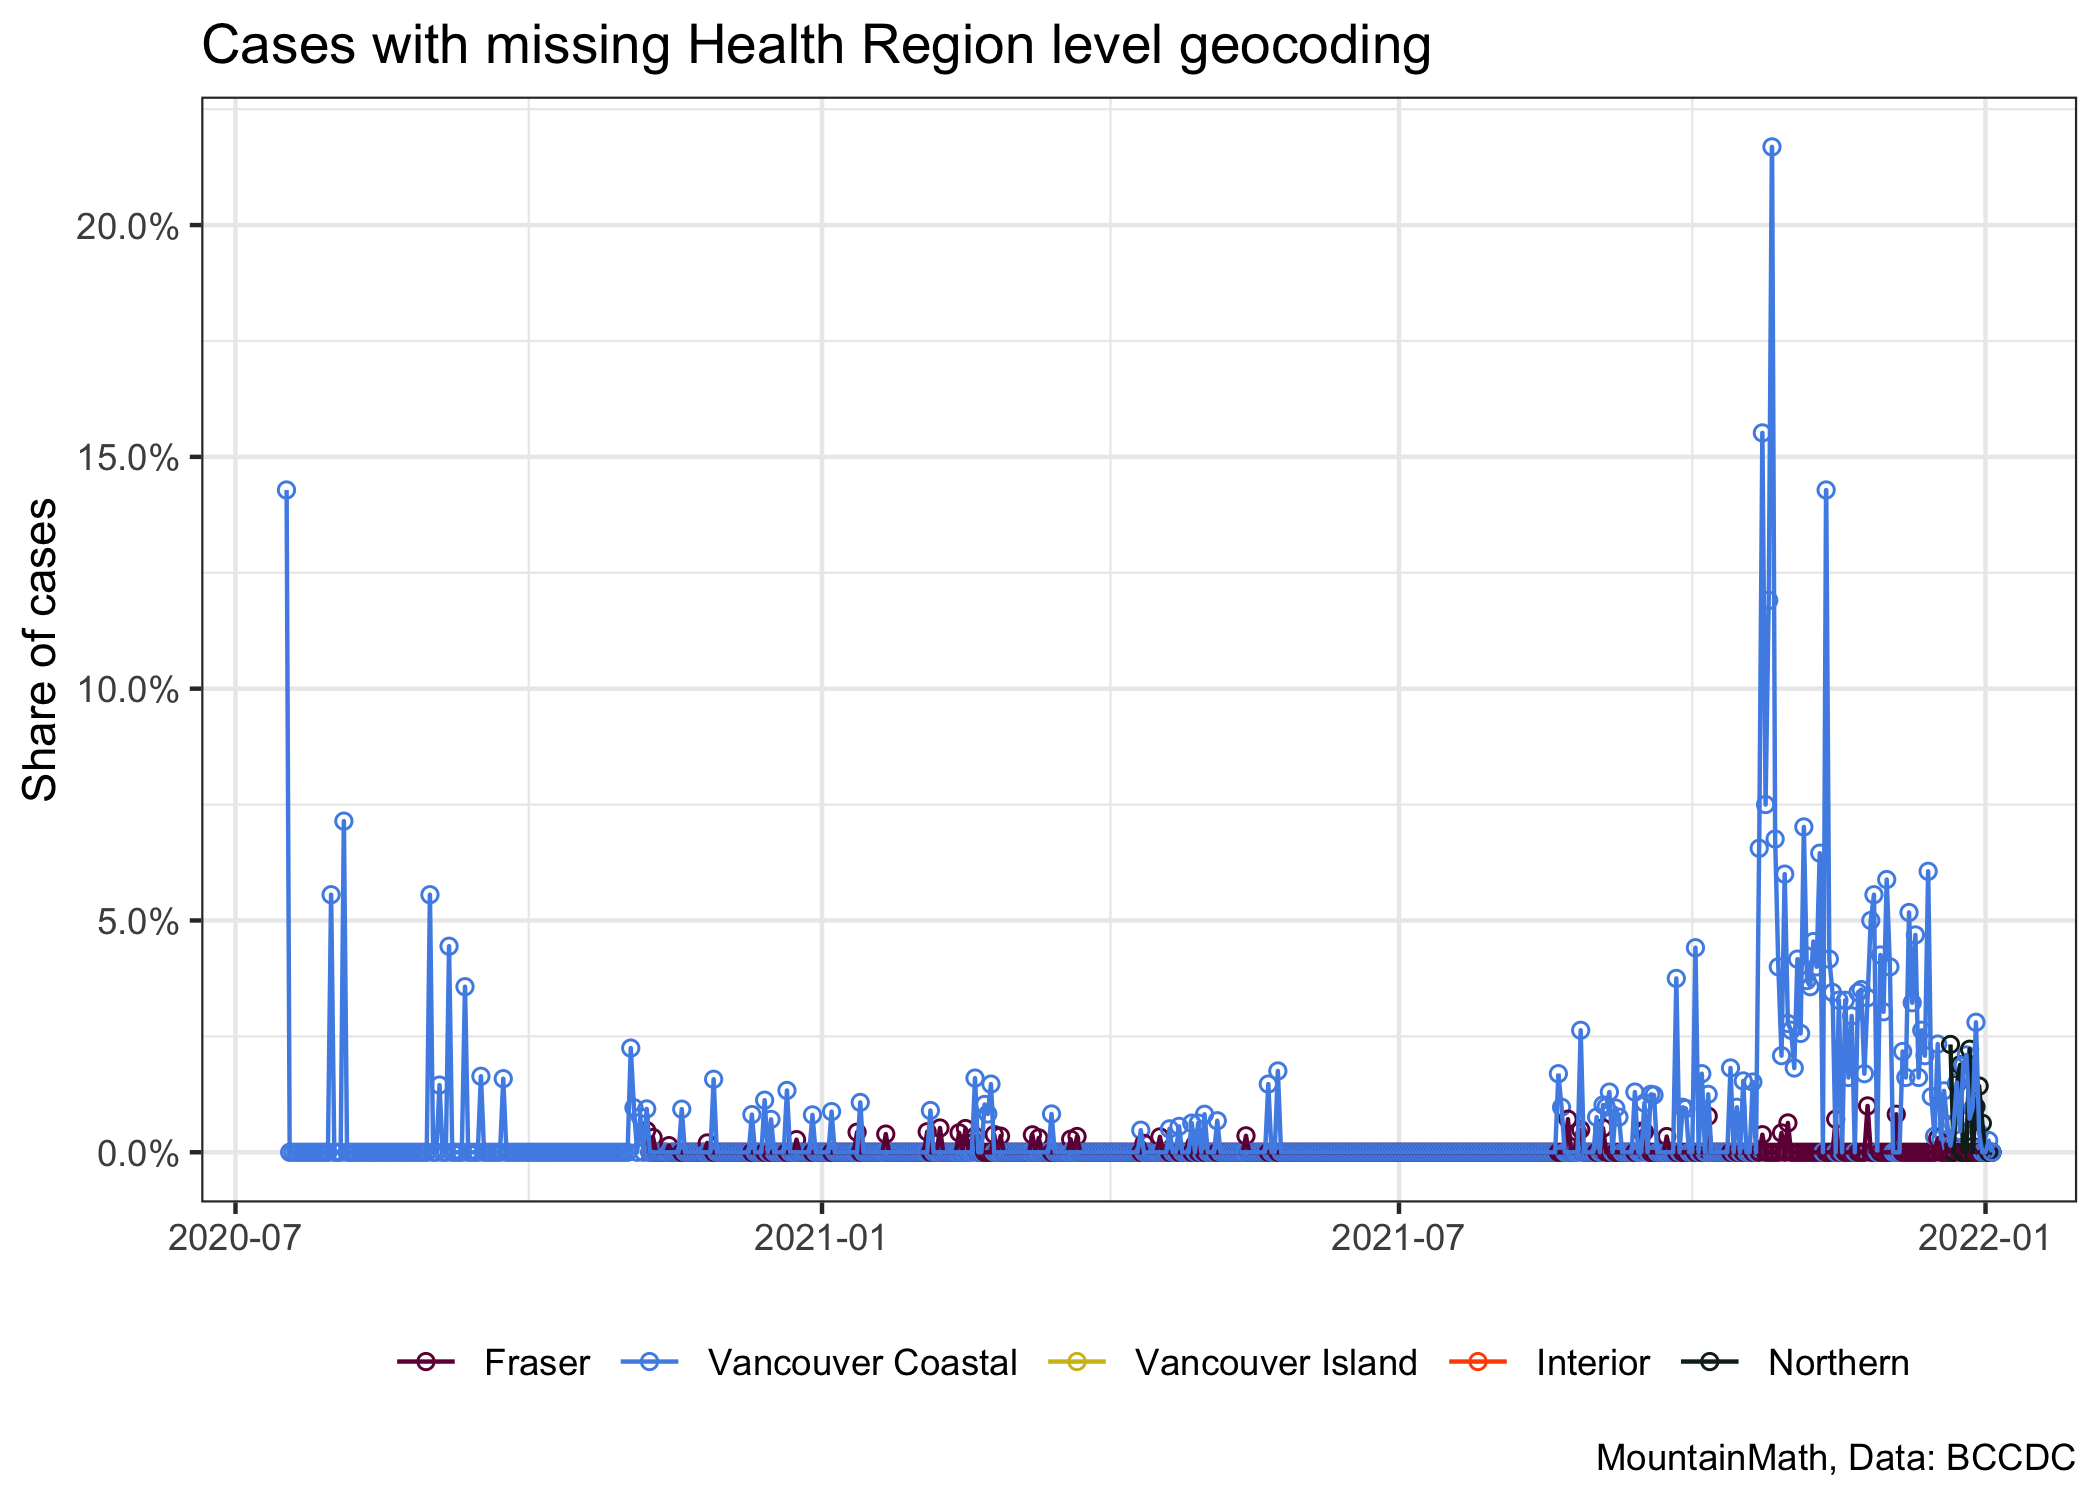 Cases with missing Health Region level geocoding
Share of cases
20.0%
15.0%
10.0%
5.0%
0.0%
2020-07 2021-01 2021-07 2022-01
Fraser Vancouver Coastal Vancouver Island Interior Northern
MountainMath, Data: BCCDC